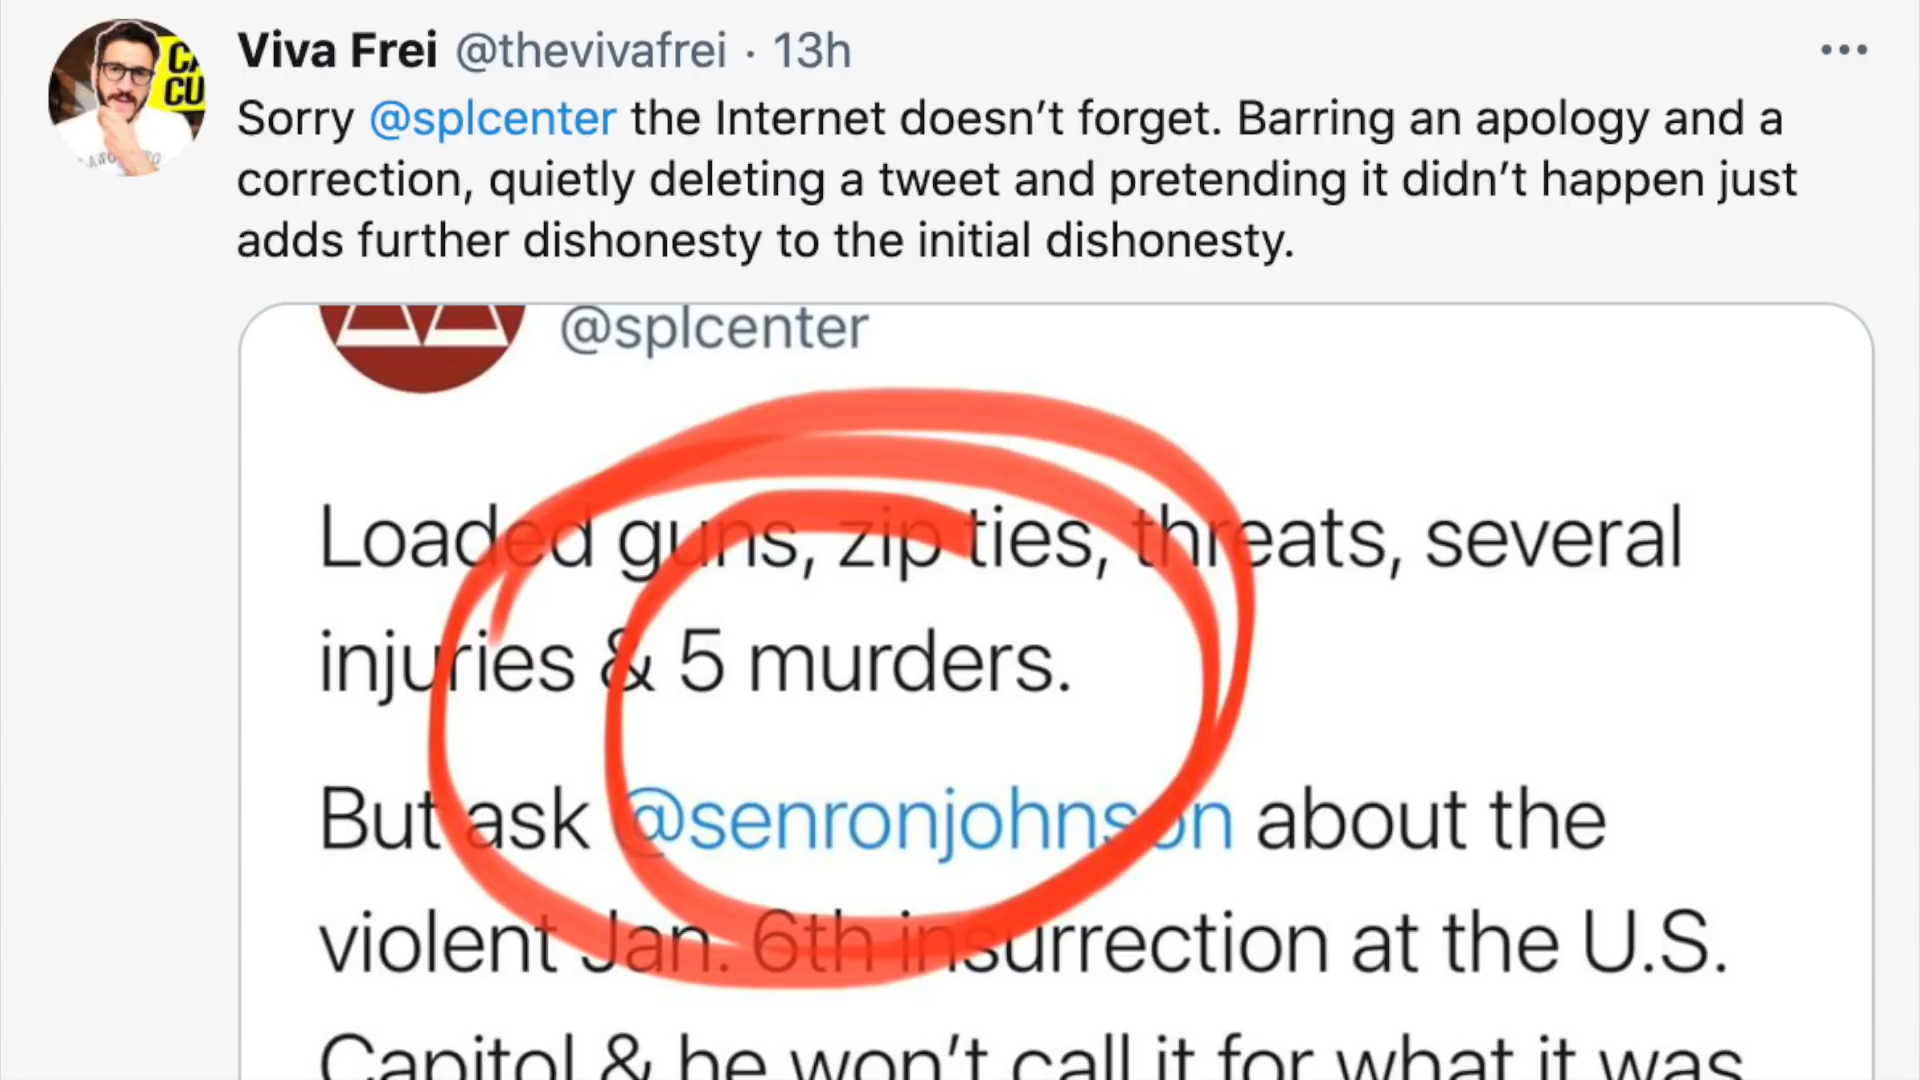 CA
CU
Viva Frei @thevivafrei · 13h
Sorry @splcenter the Internet doesn’t forget. Barring an apology and a
correction, quietly deleting a tweet and pretending it didn’t happen just
adds further dishonesty to the initial dishonesty.
@splcenter
Loaded guns, zip ties, threats, several
injuries & 5 murders.
But ask @senronjohnson about the
violent Jan. 6th insurrection at the U.S.
Capitol & he won’t call it for what it was